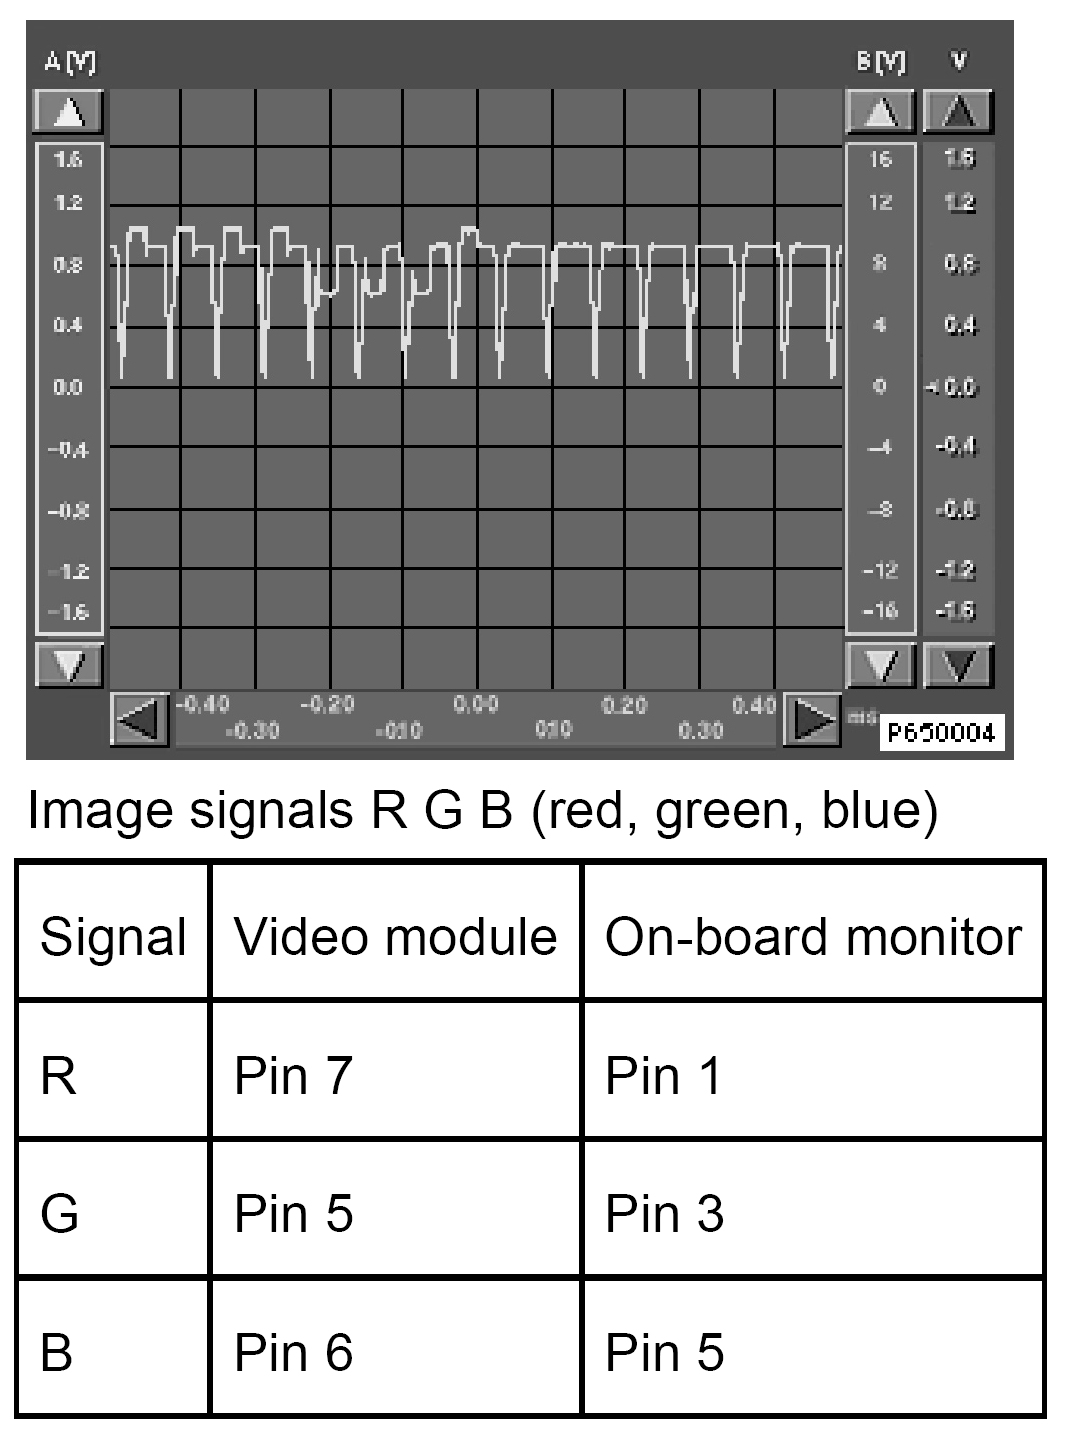 A [V] B [V] V
1.6 16 1.6
1.2 12 1.2
0.8 8 0.8
0.4 4 0.4
0.0 0 0.0
-0.4 -4 -0.4
-0.8 -8 -0.8
-1.2 -12 -1.2
-1.6 -16 -1.6
-0.40 -0.20 0.00 0.20 0.40
-0.30 -010 010 0.30 ms
P650004
Image signals R G B (red, green, blue)
Signal Video module On-board monitor
R Pin 7 Pin 1
G Pin 5 Pin 3
B Pin 6 Pin 5